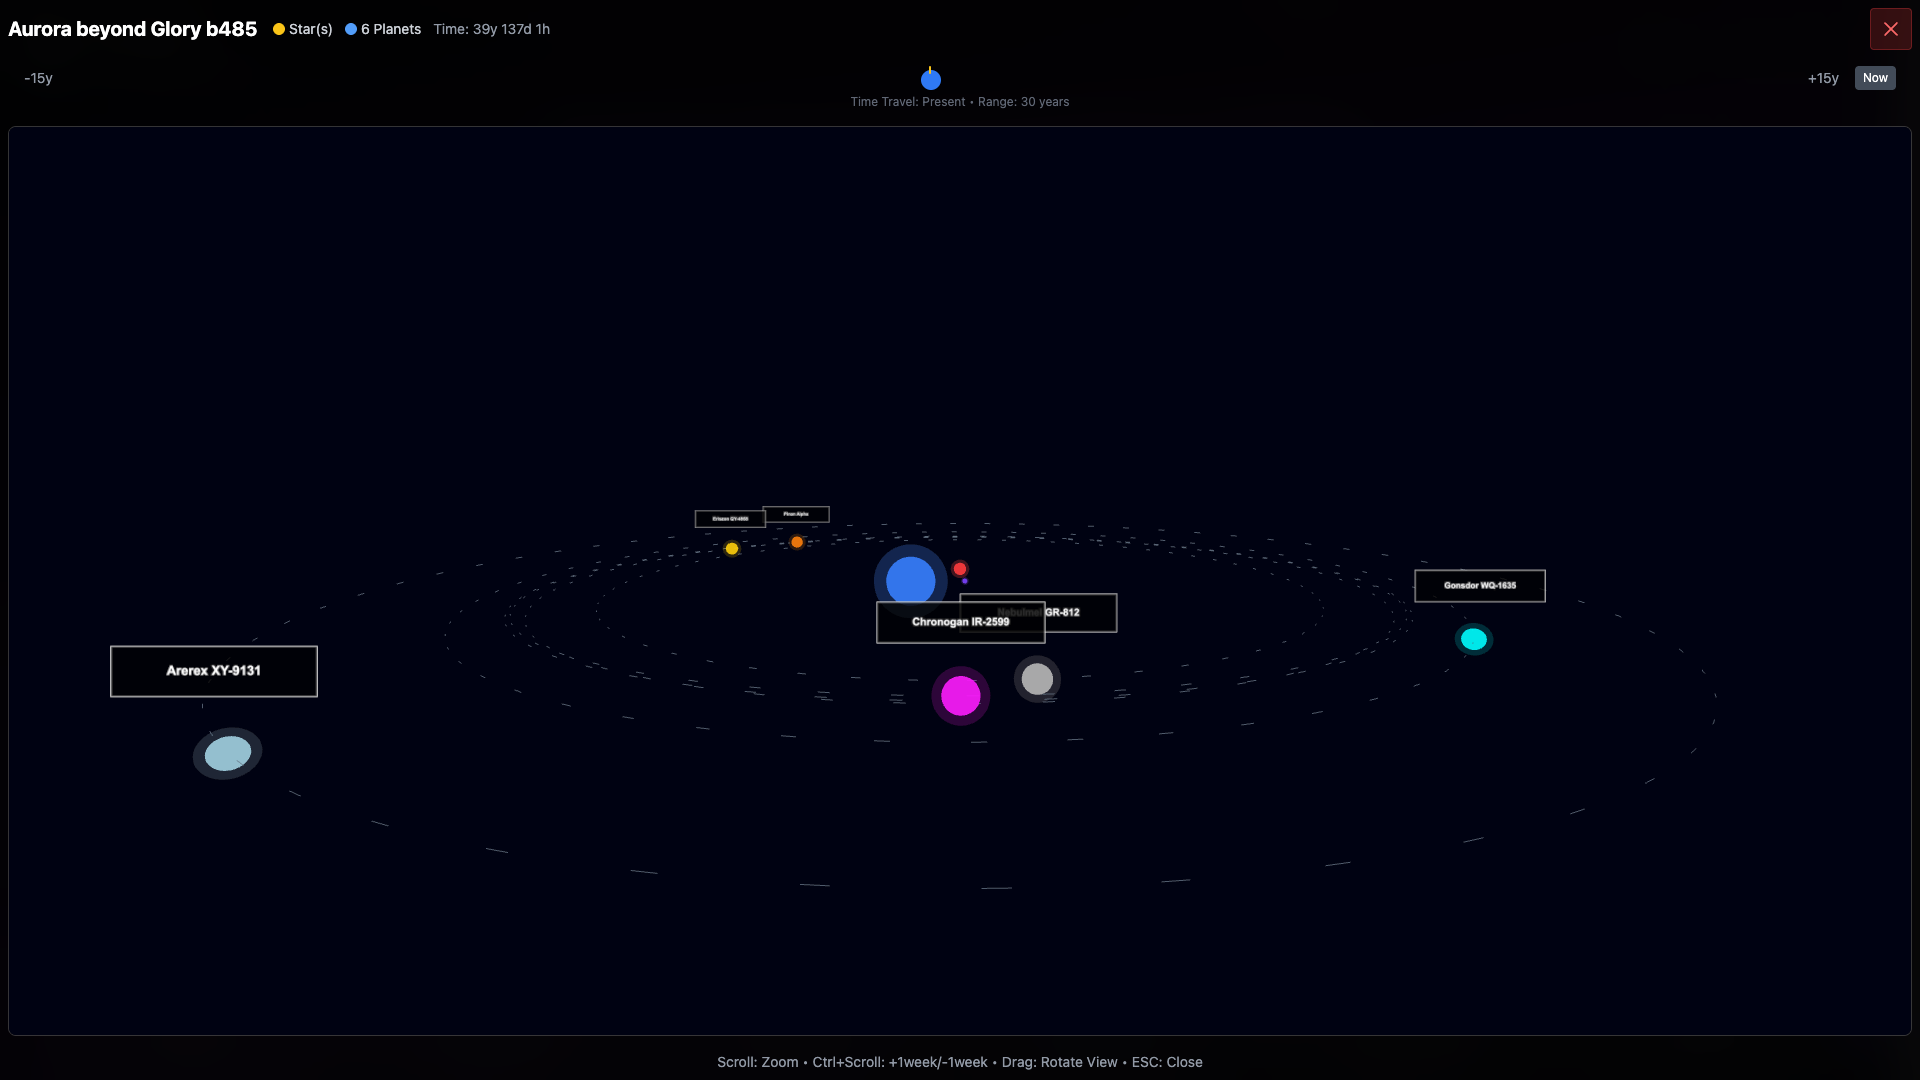 Aurora beyond Glory b485
Star(s)
6 Planets
Time: 39y 137d 1h
-15y
+15y
Now
Time Travel: Present • Range: 30 years
Pinon Alpha
Gonsdor WQ-1635
Nebulmel GR-812
Chronogan IR-2599
Arerex XY-9131
Scroll: Zoom • Ctrl+Scroll: +1week/-1week • Drag: Rotate View • ESC: Close